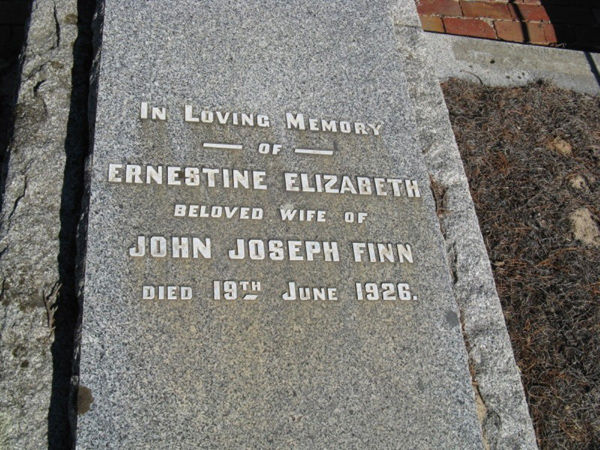 In Loving Memory
of
Ernestine Elizabeth
beloved wife of
John Joseph Finn
died 19th June 1926.